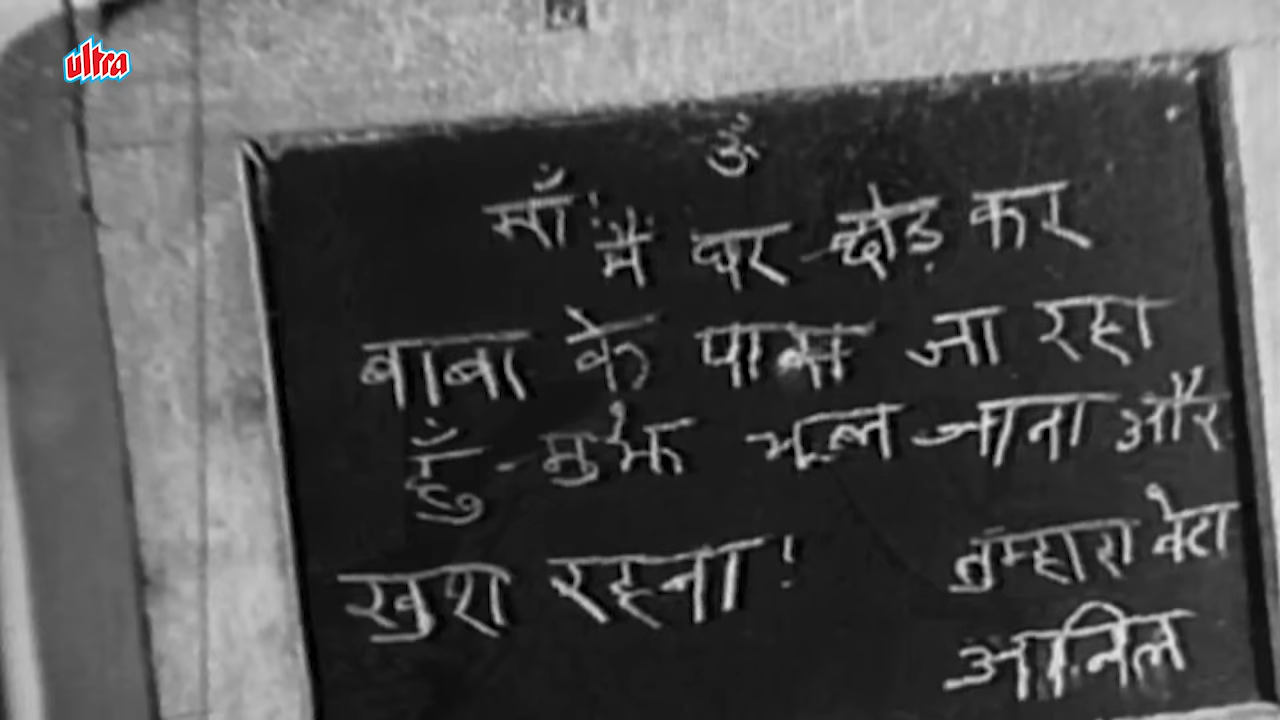 ultra
ॐ
माँ! मैं घर छोड़ कर
बाबा के पास जा रहा
हूँ - मुझे भूल जाना और
खुश रहना!
तुम्हारा बेटा
अनिल